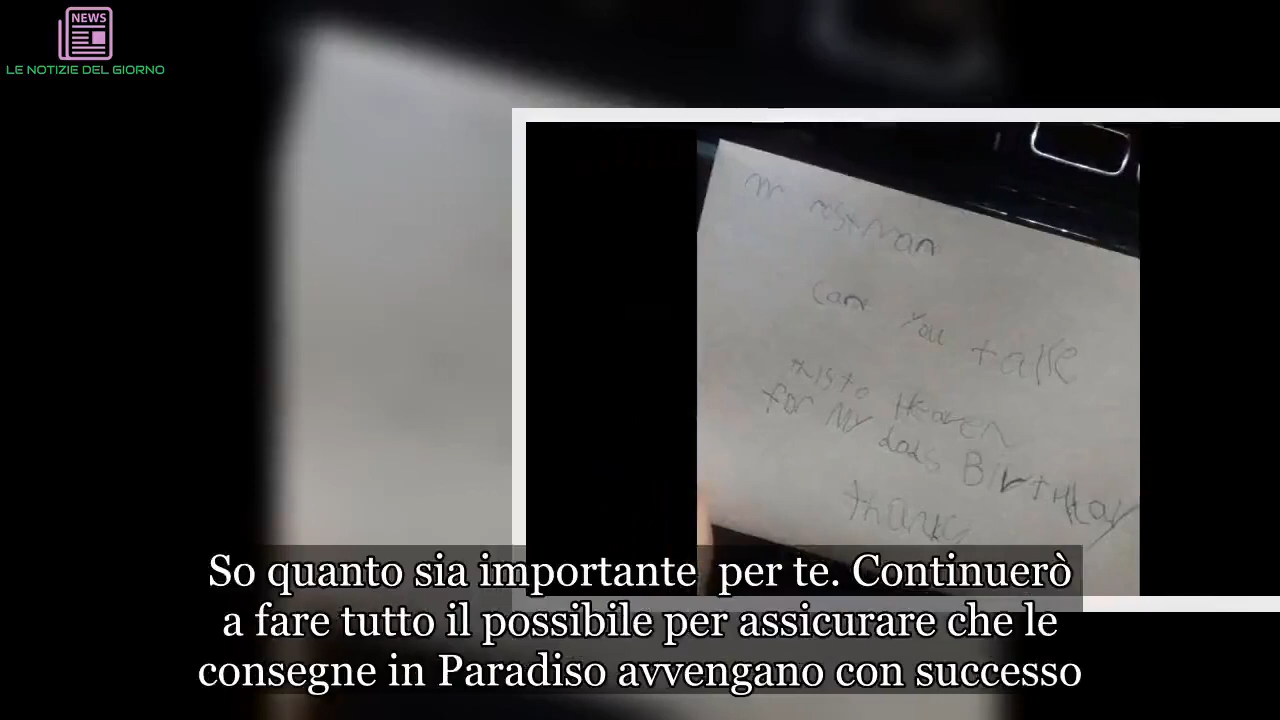 NEWS
LE NOTIZIE DEL GIORNO
mr PostMan
Can You take
this to Heaven
for My dads BirtHday
thanks
So quanto sia importante per te. Continuerò
a fare tutto il possibile per assicurare che le
consegne in Paradiso avvengano con successo